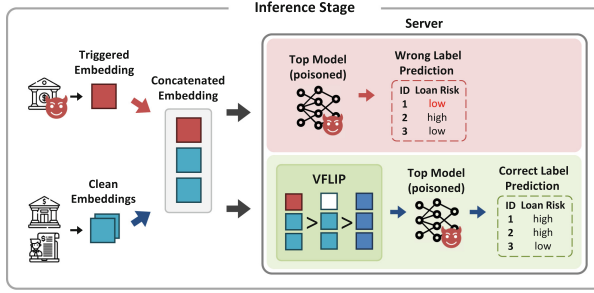 Inference Stage
Server
Triggered
Embedding
Concatenated
Embedding
Clean
Embeddings
Top Model
(poisoned)
Wrong Label
Prediction
ID Loan Risk
1 low
2 high
3 low
VFLIP
> >
Top Model
(poisoned)
Correct Label
Prediction
ID Loan Risk
1 high
2 high
3 low